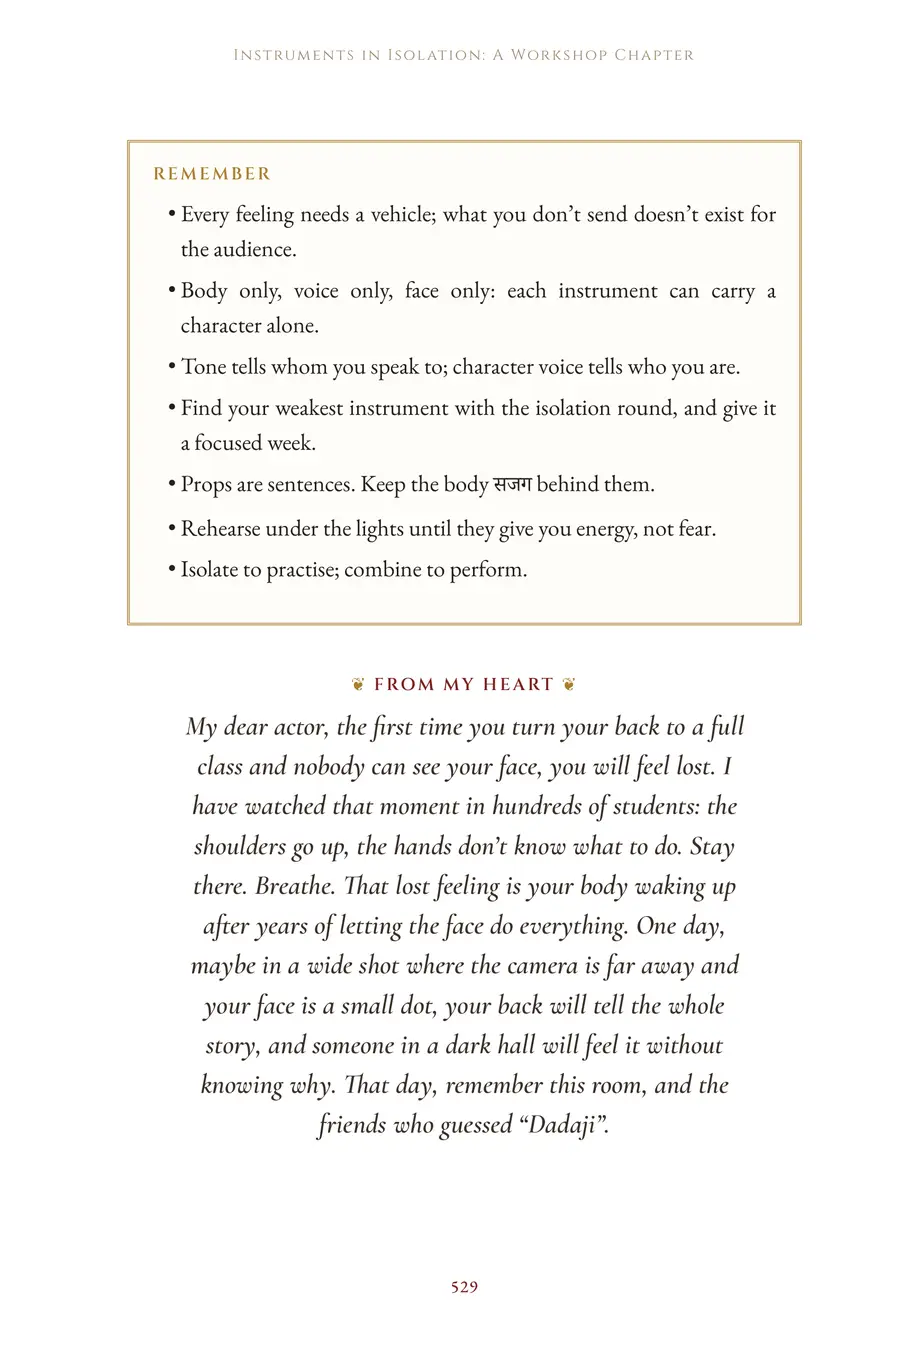 Instruments in Isolation: A Workshop Chapter
REMEMBER
• Every feeling needs a vehicle; what you don’t send doesn’t exist for
the audience.
• Body only, voice only, face only: each instrument can carry a
character alone.
• Tone tells whom you speak to; character voice tells who you are.
• Find your weakest instrument with the isolation round, and give it
a focused week.
• Props are sentences. Keep the body सजग behind them.
• Rehearse under the lights until they give you energy, not fear.
• Isolate to practise; combine to perform.
❦ FROM MY HEART ❦
My dear actor, the first time you turn your back to a full
class and nobody can see your face, you will feel lost. I
have watched that moment in hundreds of students: the
shoulders go up, the hands don’t know what to do. Stay
there. Breathe. That lost feeling is your body waking up
after years of letting the face do everything. One day,
maybe in a wide shot where the camera is far away and
your face is a small dot, your back will tell the whole
story, and someone in a dark hall will feel it without
knowing why. That day, remember this room, and the
friends who guessed “Dadaji”.
529